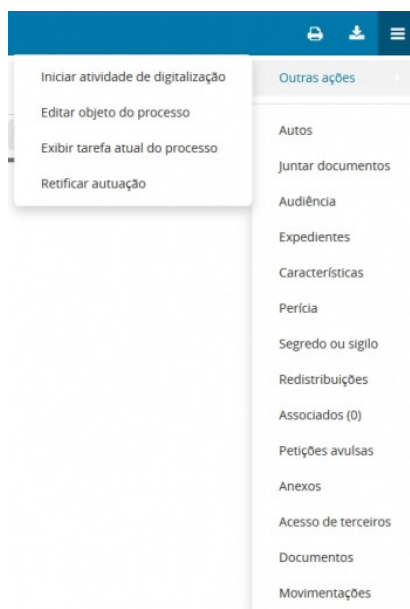 Outras ações
Iniciar atividade de digitalização
Editar objeto do processo
Exibir tarefa atual do processo
Retificar autuação
Autos
Juntar documentos
Audiência
Expedientes
Características
Perícia
Segredo ou sigilo
Redistribuições
Associados (0)
Petições avulsas
Anexos
Acesso de terceiros
Documentos
Movimentações